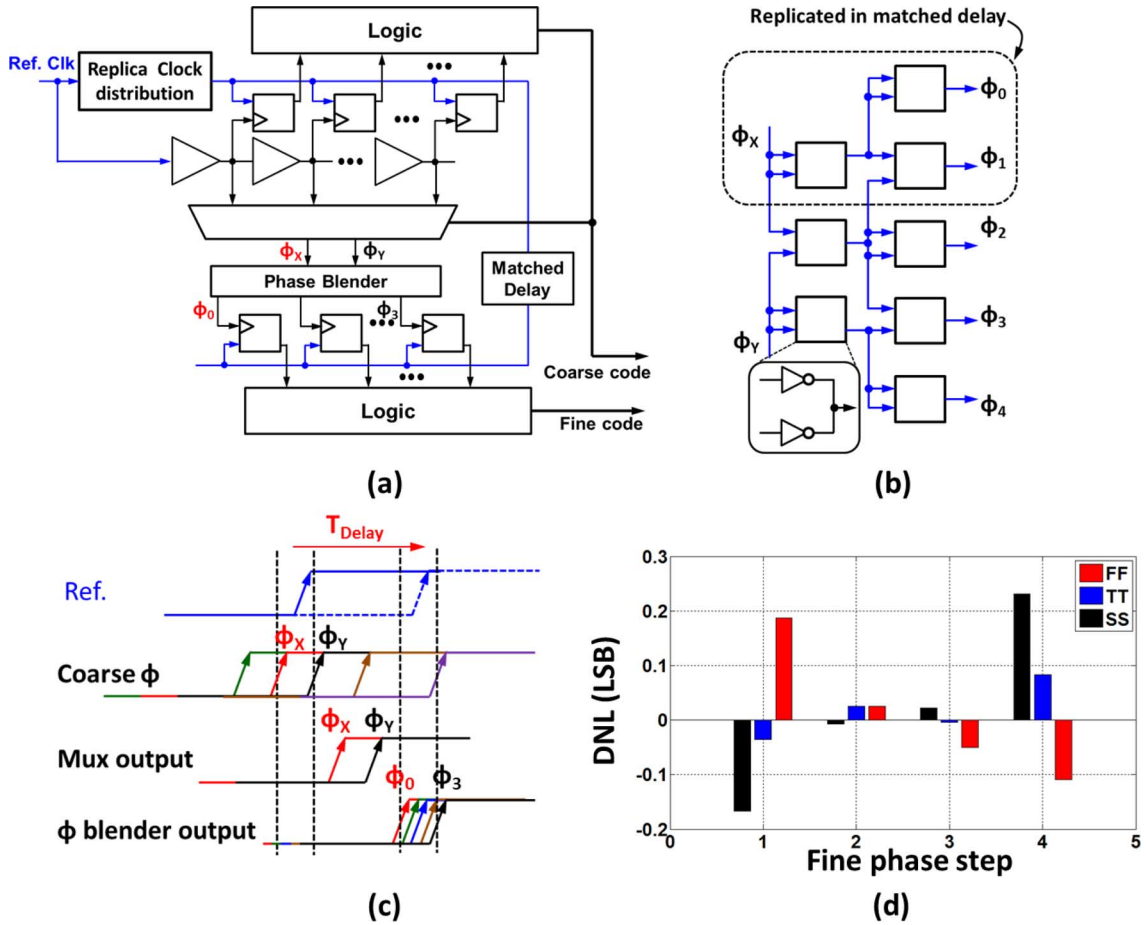 Logic
Ref. Clk
Replica Clock
distribution
•••
•••
•••
ΦX
ΦY
Phase Blender
Matched
Delay
Φ0
•••
Φ3
•••
Coarse code
Logic
Fine code
(a)
Replicated in matched delay
Φ0
ΦX
Φ1
Φ2
Φ3
ΦY
Φ4
(b)
TDelay
Ref.
ΦX
ΦY
Coarse ϕ
ΦX
ΦY
Mux output
Φ0
Φ3
ϕ blender output
(c)
0.3
0.2
0.1
0
-0.1
-0.2
DNL (LSB)
FF
TT
SS
0 1 2 3 4 5
Fine phase step
(d)